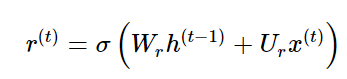 r^{(t)} = σ(W_r h^{(t−1)} + U_r x^{(t)})